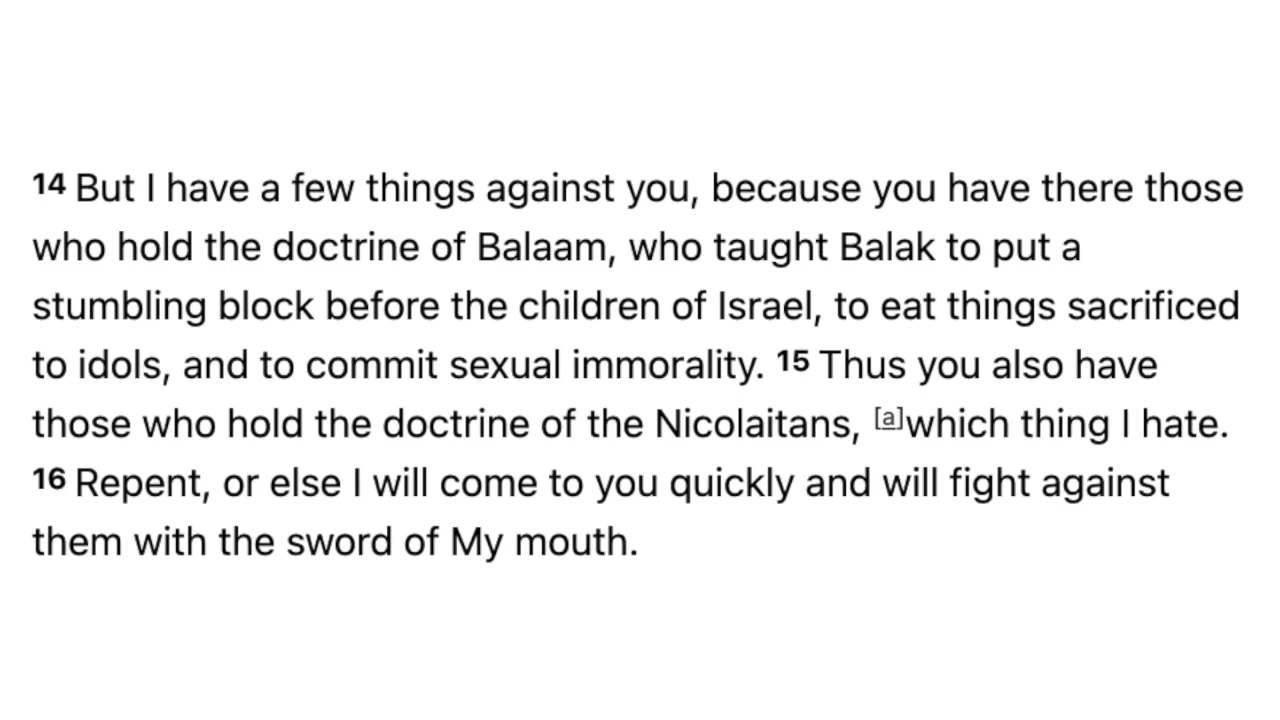 14 But I have a few things against you, because you have there those
who hold the doctrine of Balaam, who taught Balak to put a
stumbling block before the children of Israel, to eat things sacrificed
to idols, and to commit sexual immorality. 15 Thus you also have
those who hold the doctrine of the Nicolaitans, [a]which thing I hate.
16 Repent, or else I will come to you quickly and will fight against
them with the sword of My mouth.